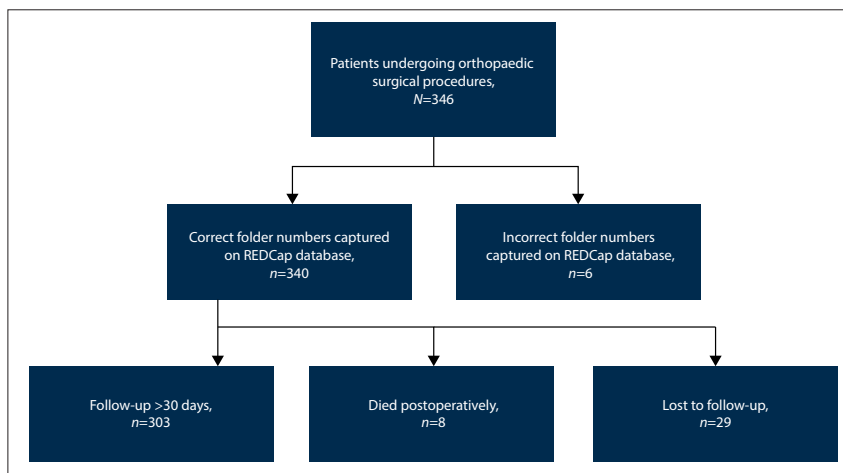 Patients undergoing orthopaedic
surgical procedures,
N=346
Correct folder numbers captured
on REDCap database,
n=340
Incorrect folder numbers
captured on REDCap database,
n=6
Follow-up >30 days,
n=303
Died postoperatively,
n=8
Lost to follow-up,
n=29